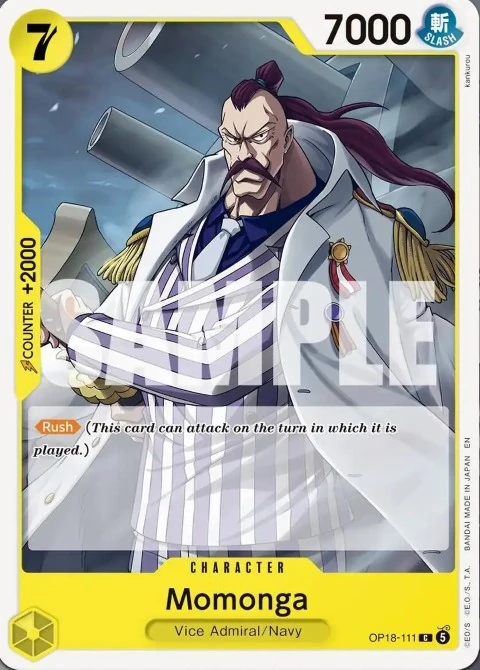 7
7000
斬
SLASH
kankurou
COUNTER +2000
SAMPLE
Rush (This card can attack on the turn in which it is
played.)
CHARACTER
Momonga
Vice Admiral/Navy
OP18-111 C 5
©E.O/S ©E.O./S., T.A. BANDAI MADE IN JAPAN EN